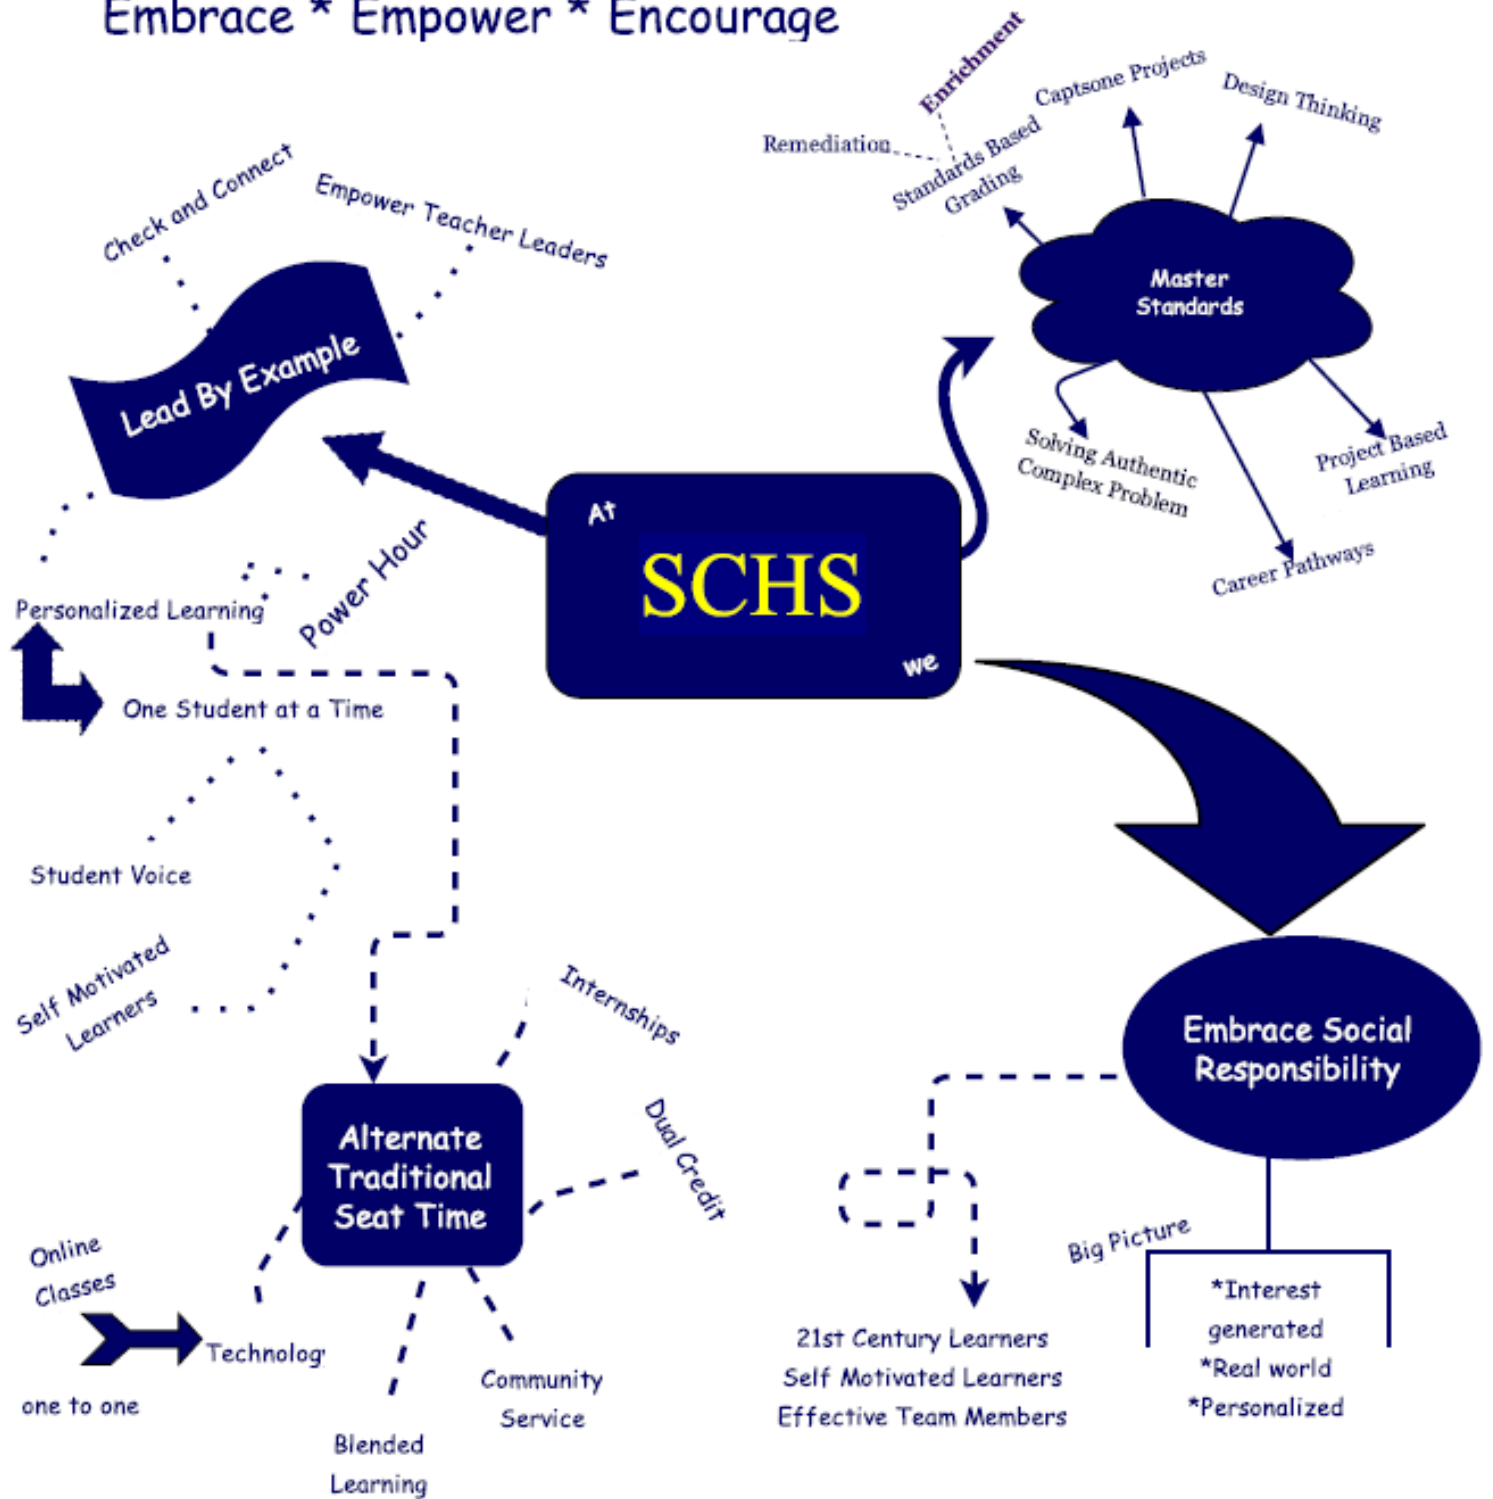 Embrace * Empower * Encourage
Enrichment
Captsone Projects
Design Thinking
Remediation
Standards Based
Grading
Check and Connect
Empower Teacher Leaders
Master
Standards
Lead By Example
Solving Authentic
Complex Problem
Project Based
Learning
Career Pathways
At
SCHS
we
Power Hour
Personalized Learning
One Student at a Time
Student Voice
Self Motivated
Learners
Internships
Embrace Social
Responsibility
Alternate
Traditional
Seat Time
Dual Credit
Online
Classes
Technology
one to one
Blended
Learning
Community
Service
21st Century Learners
Self Motivated Learners
Effective Team Members
Big Picture
*Interest
generated
*Real world
*Personalized